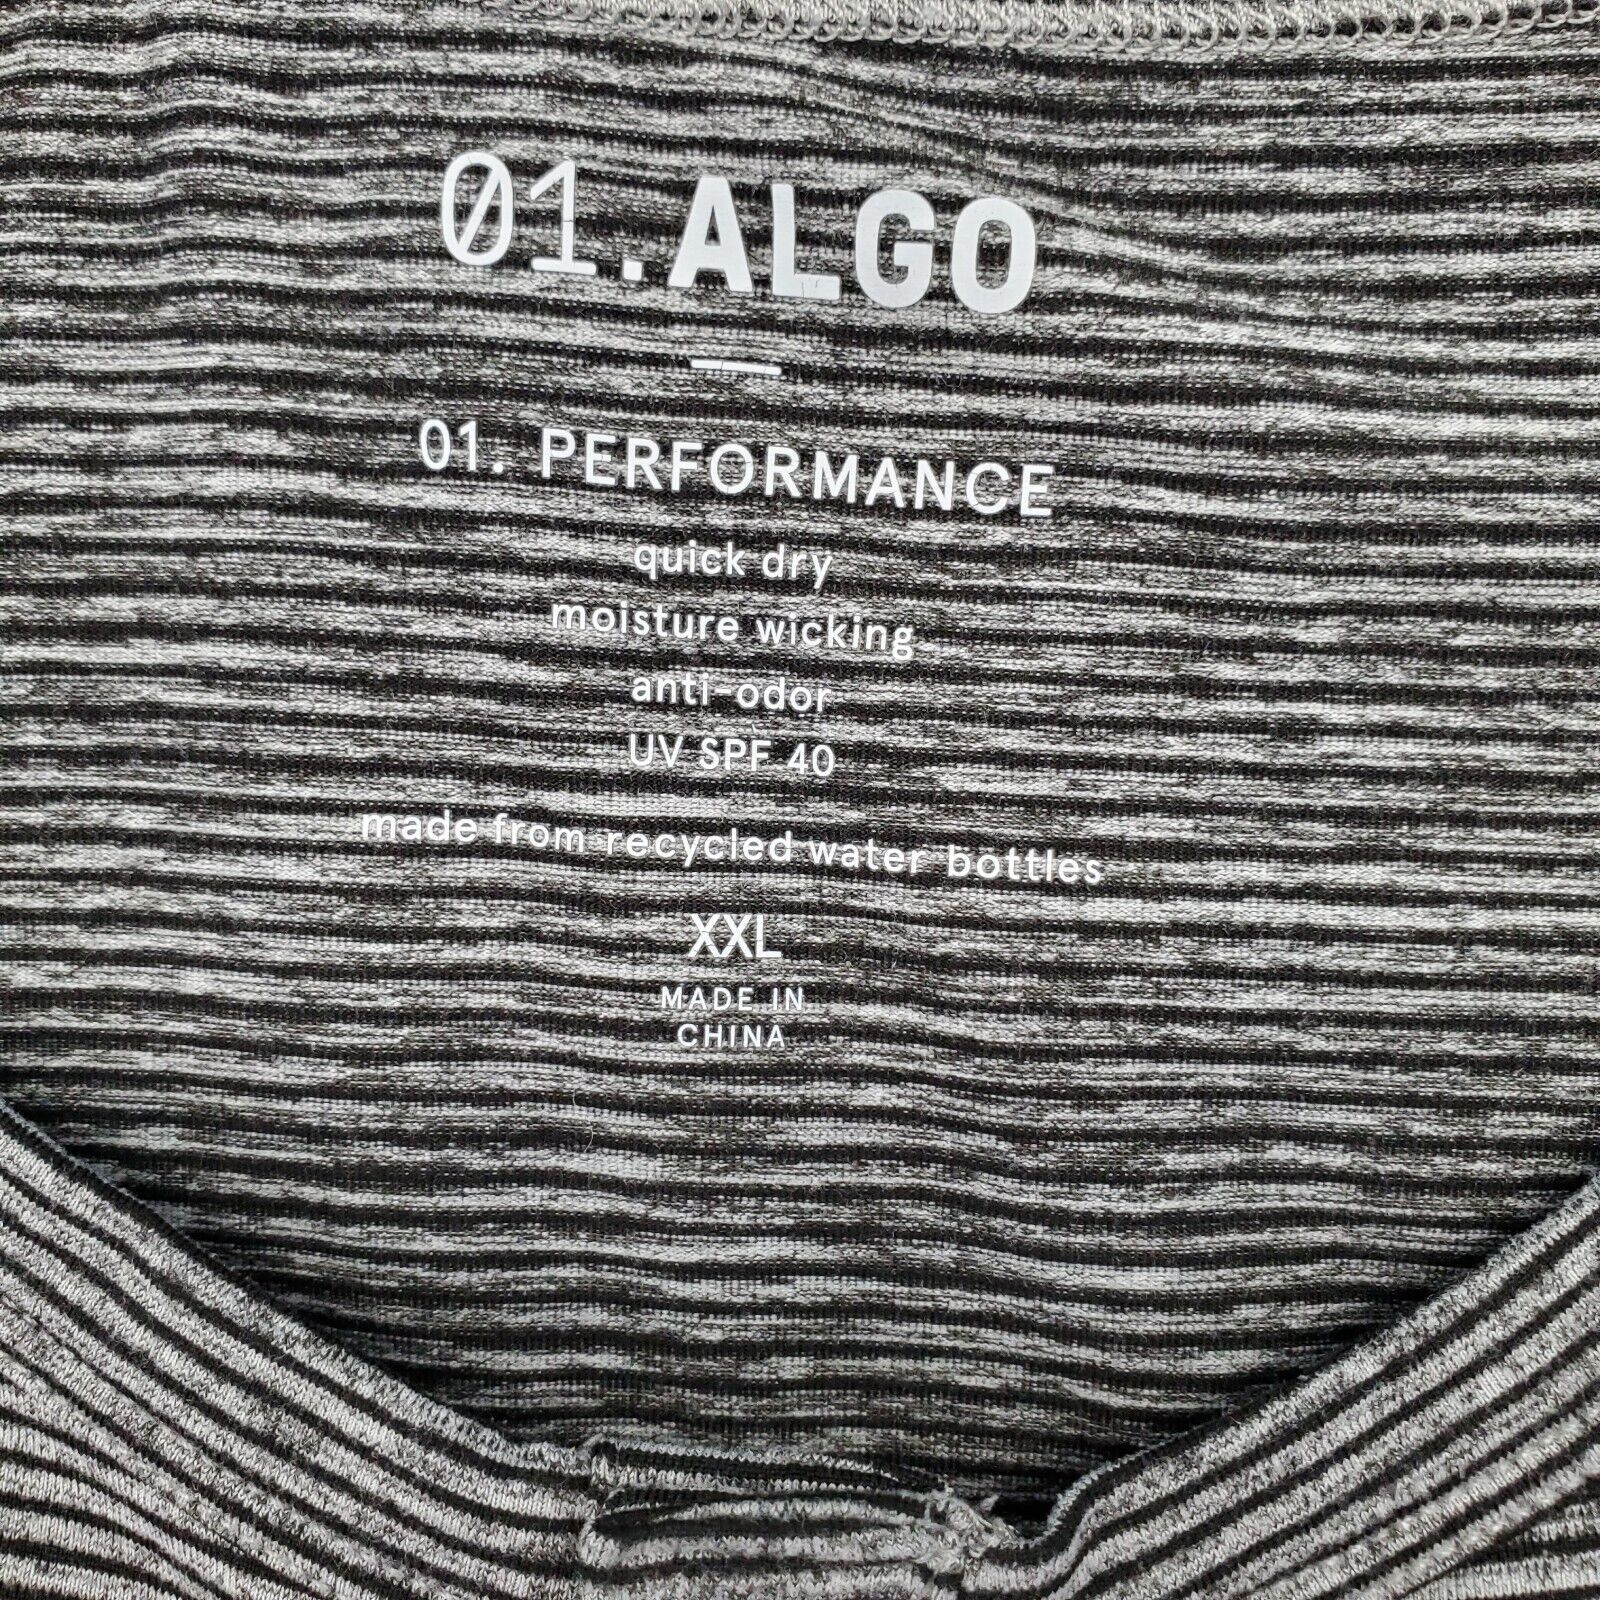 01.ALGO
01. PERFORMANCE
quick dry
moisture wicking
anti-odor
UV SPF 40
made from recycled water bottles
XXL
MADE IN
CHINA